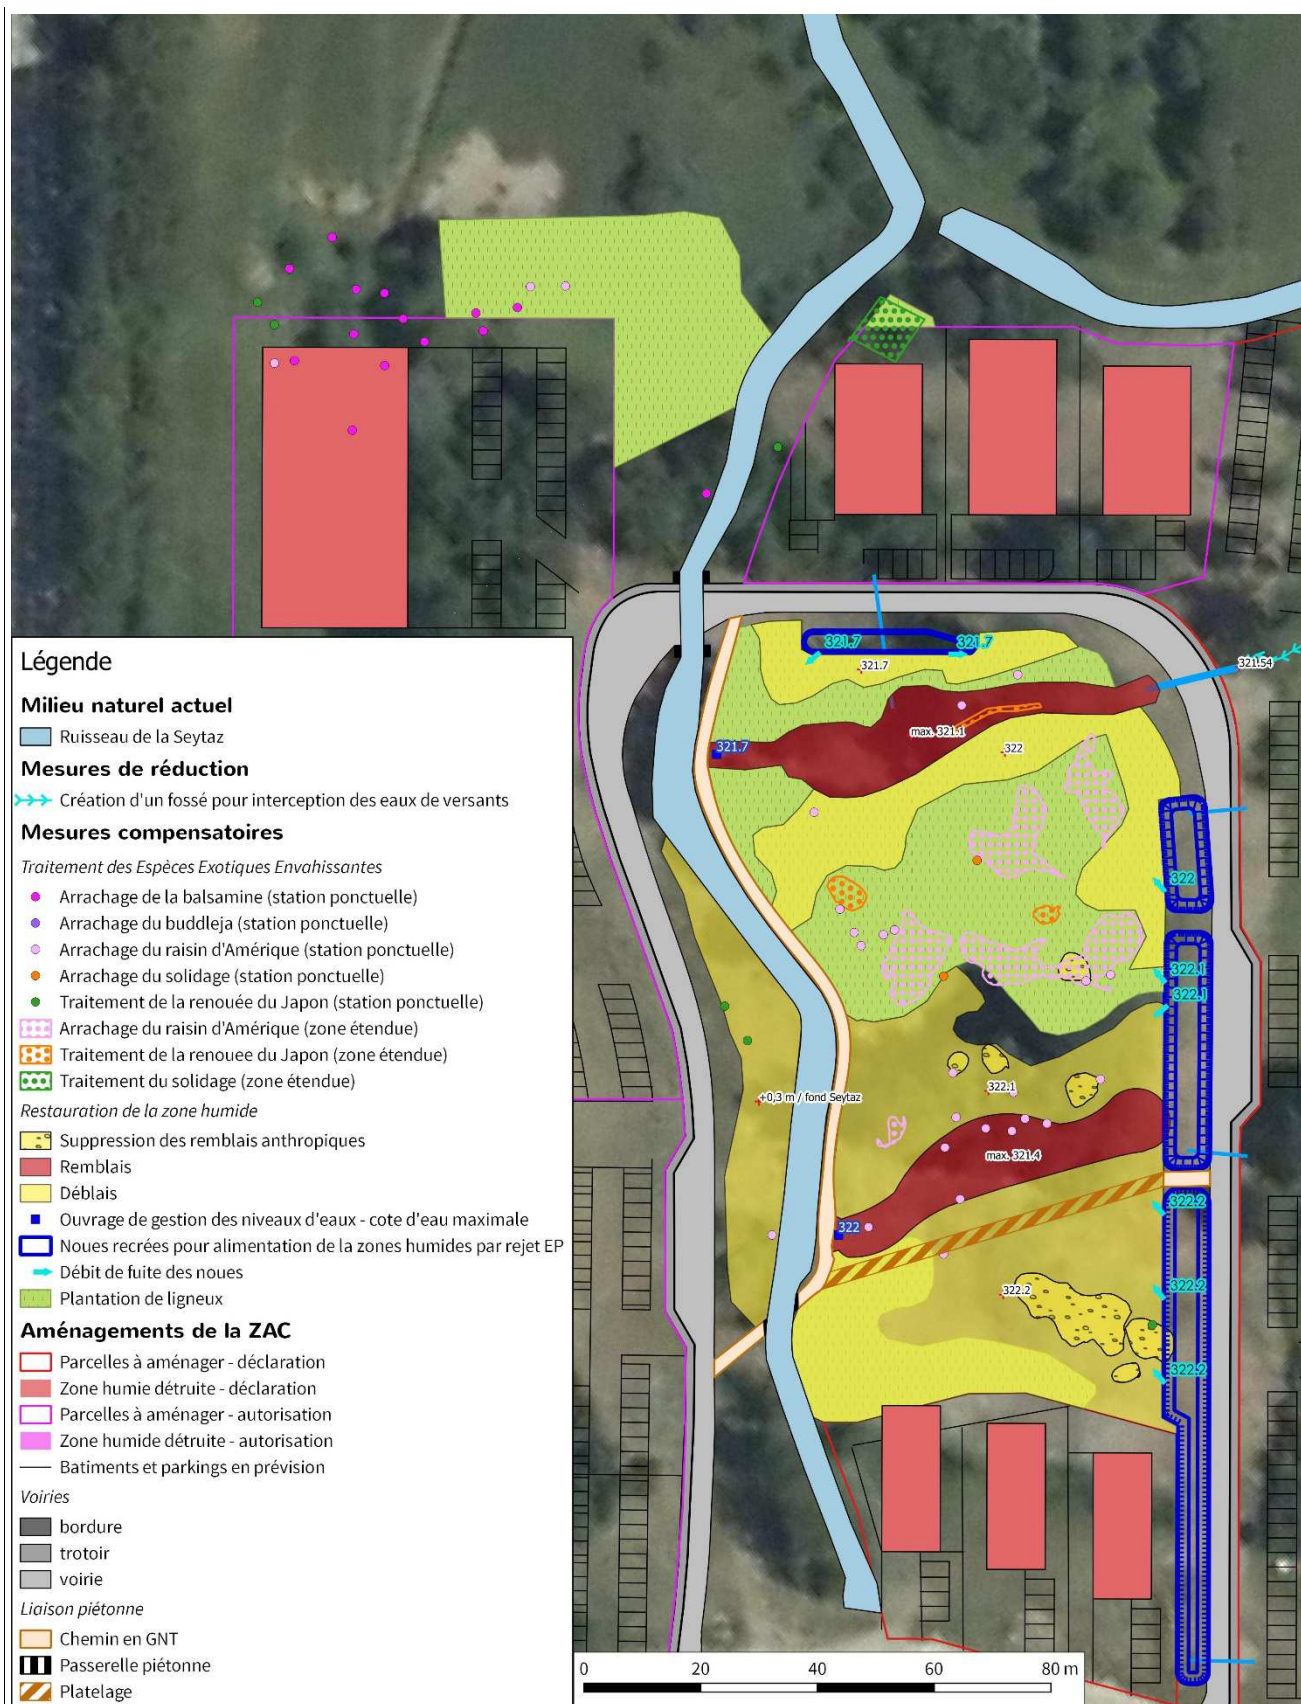 321.7
321.7
321.7
321.54
321.7
max. 321.1
322
322
322.1
322.1
322.1
+0,3 m / fond Seytaz
max. 321.4
322
322.2
322.2
322.2
322.2
Légende
Milieu naturel actuel
Ruisseau de la Seytaz
Mesures de réduction
Création d'un fossé pour interception des eaux de versants
Mesures compensatoires
Traitement des Espèces Exotiques Envahissantes
Arrachage de la balsamine (station ponctuelle)
Arrachage du buddleja (station ponctuelle)
Arrachage du raisin d'Amérique (station ponctuelle)
Arrachage du solidage (station ponctuelle)
Traitement de la renouée du Japon (station ponctuelle)
Arrachage du raisin d'Amérique (zone étendue)
Traitement de la renouee du Japon (zone étendue)
Traitement du solidage (zone étendue)
Restauration de la zone humide
Suppression des remblais anthropiques
Remblais
Déblais
Ouvrage de gestion des niveaux d'eaux - cote d'eau maximale
Noues recrées pour alimentation de la zones humides par rejet EP
Débit de fuite des noues
Plantation de ligneux
Aménagements de la ZAC
Parcelles à aménager - déclaration
Zone humie détruite - déclaration
Parcelles à aménager - autorisation
Zone humide détruite - autorisation
Batiments et parkings en prévision
Voiries
bordure
trotoir
voirie
Liaison piétonne
Chemin en GNT
Passerelle piétonne
Platelage
0 20 40 60 80 m